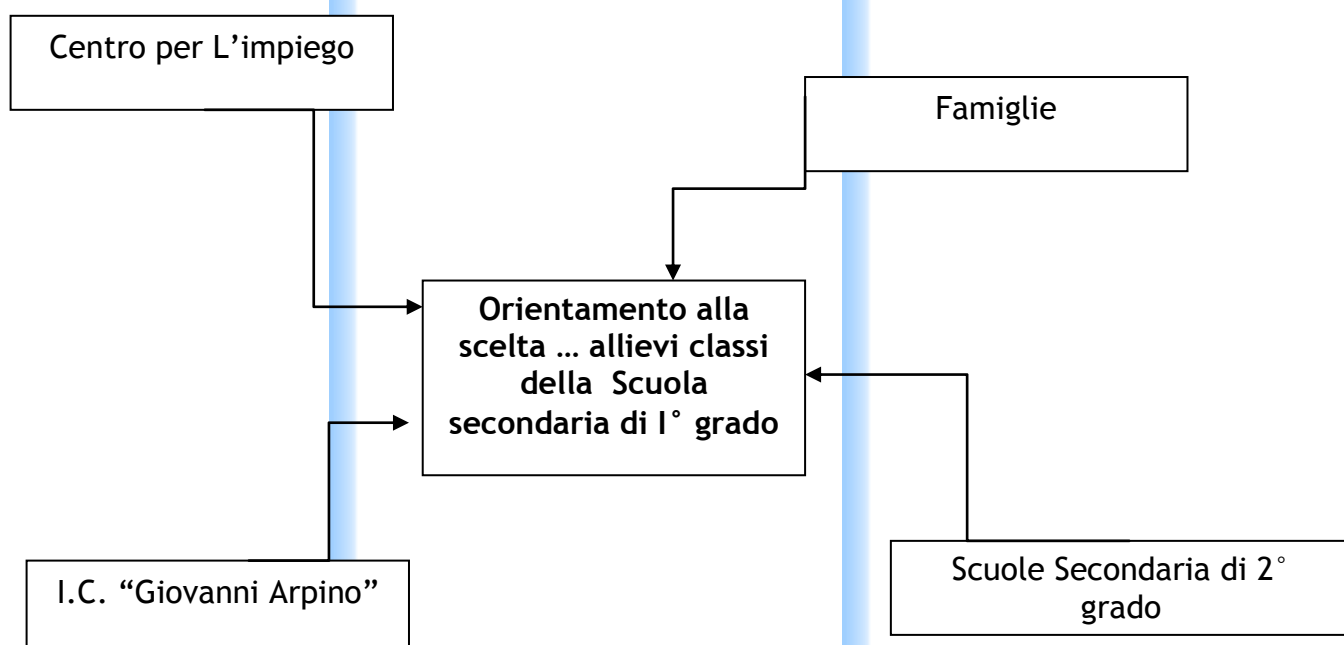 Centro per L’impiego
Famiglie
Orientamento alla
scelta … allievi classi
della Scuola
secondaria di I° grado
I.C. “Giovanni Arpino”
Scuole Secondaria di 2°
grado